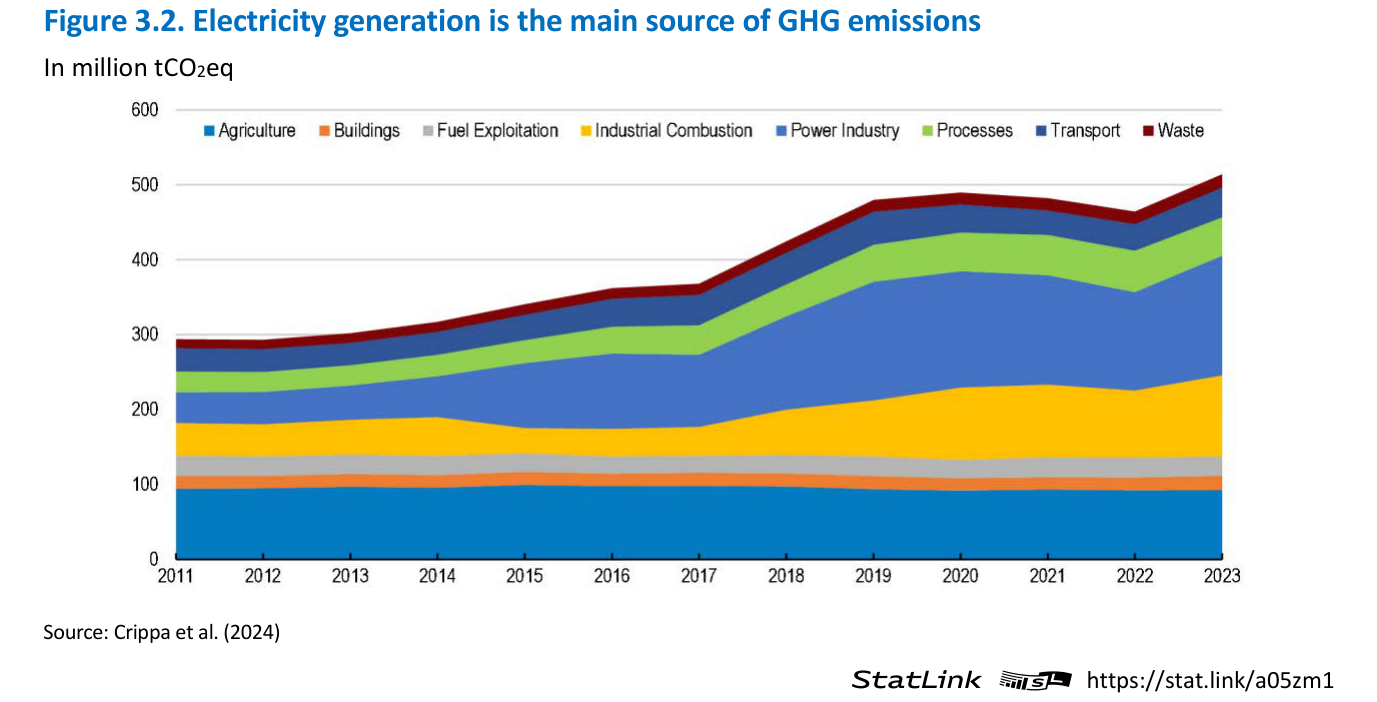 Figure 3.2. Electricity generation is the main source of GHG emissions
In million tCO₂eq
600
Agriculture Buildings Fuel Exploitation Industrial Combustion Power Industry Processes Transport Waste
500
400
300
200
100
0
2011 2012 2013 2014 2015 2016 2017 2018 2019 2020 2021 2022 2023
Source: Crippa et al. (2024)
StatLink https://stat.link/a05zm1